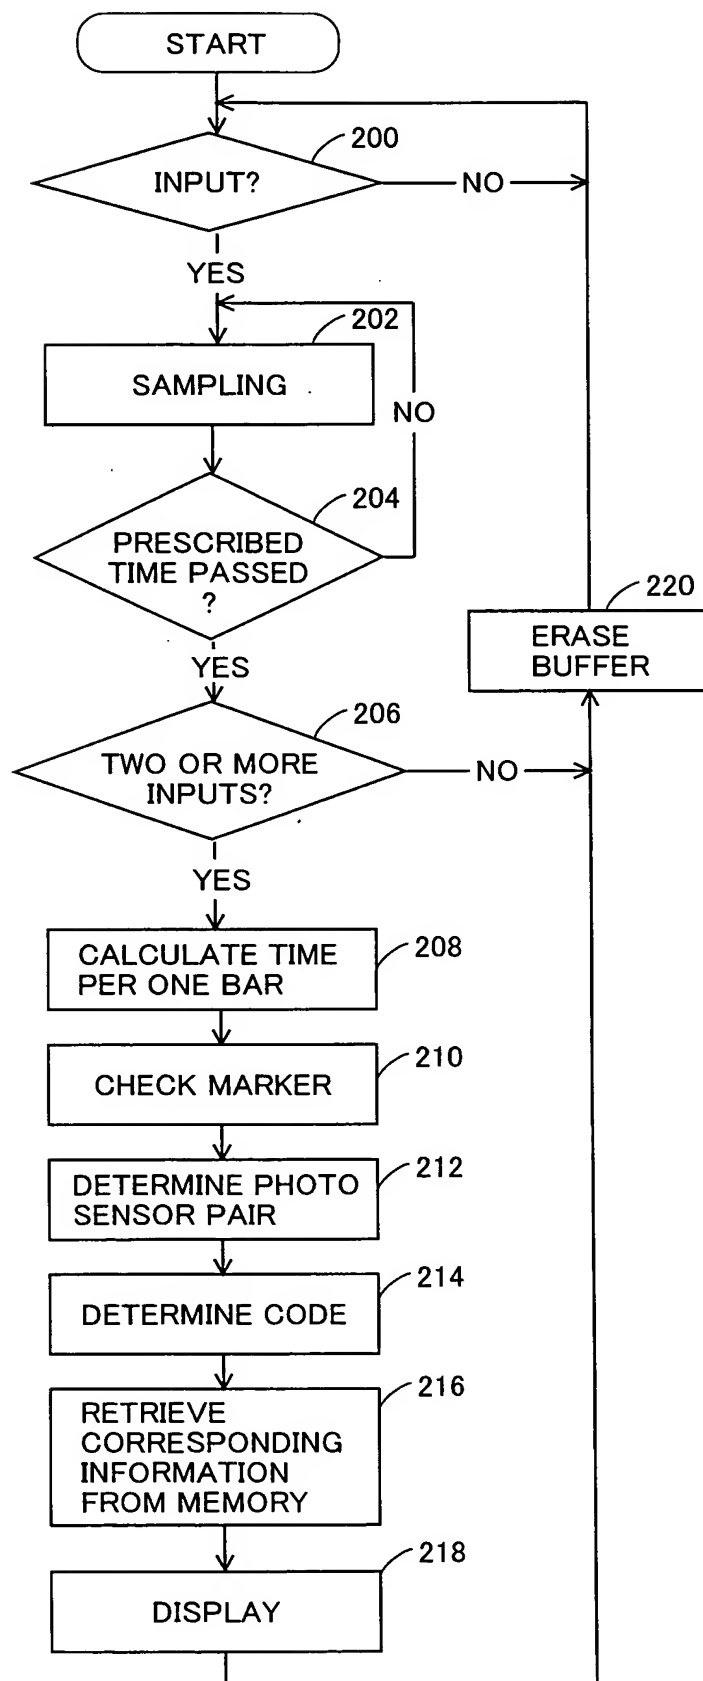 START
200
INPUT?
NO
YES
202
SAMPLING
NO
204
PRESCRIBED
TIME PASSED
?
220
ERASE
BUFFER
YES
206
TWO OR MORE
INPUTS?
NO
YES
CALCULATE TIME
PER ONE BAR
208
CHECK MARKER
210
DETERMINE PHOTO
SENSOR PAIR
212
DETERMINE CODE
214
RETRIEVE
CORRESPONDING
INFORMATION
FROM MEMORY
216
DISPLAY
218